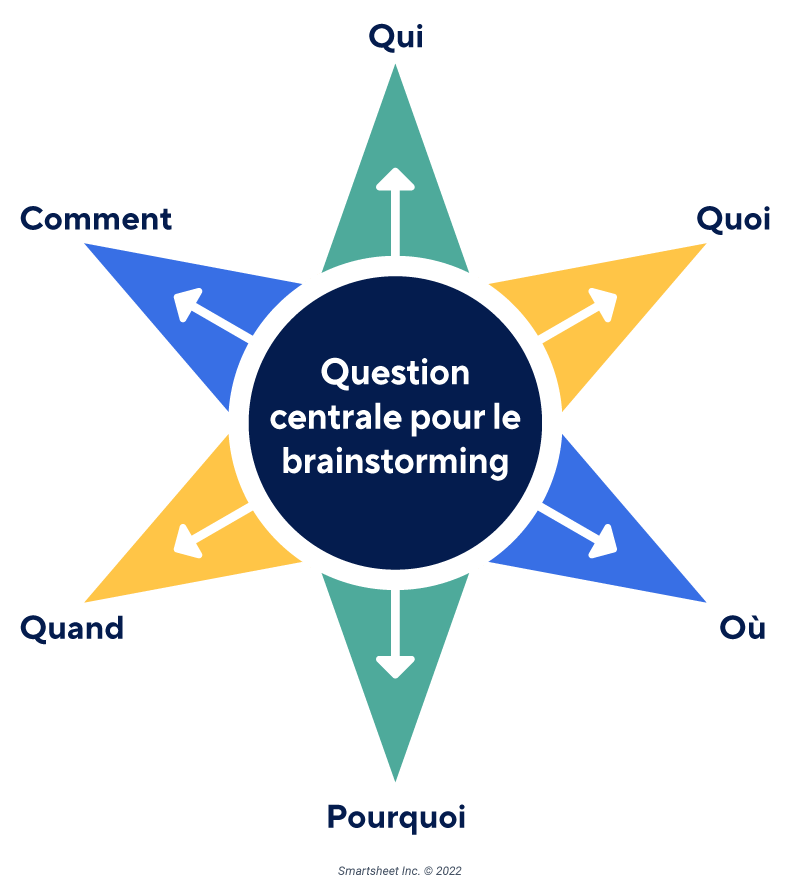 Qui
Comment
Quoi
Question
centrale pour le
brainstorming
Quand
Où
Pourquoi
Smartsheet Inc. © 2022